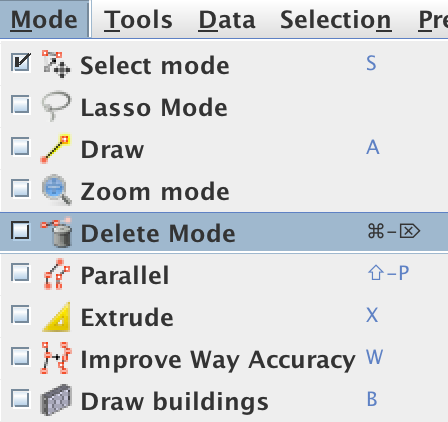 Mode Tools Data Selection Pre
Select mode S
Lasso Mode
Draw A
Zoom mode
Delete Mode ⌘-⌦
Parallel ⇧-P
Extrude X
Improve Way Accuracy W
Draw buildings B